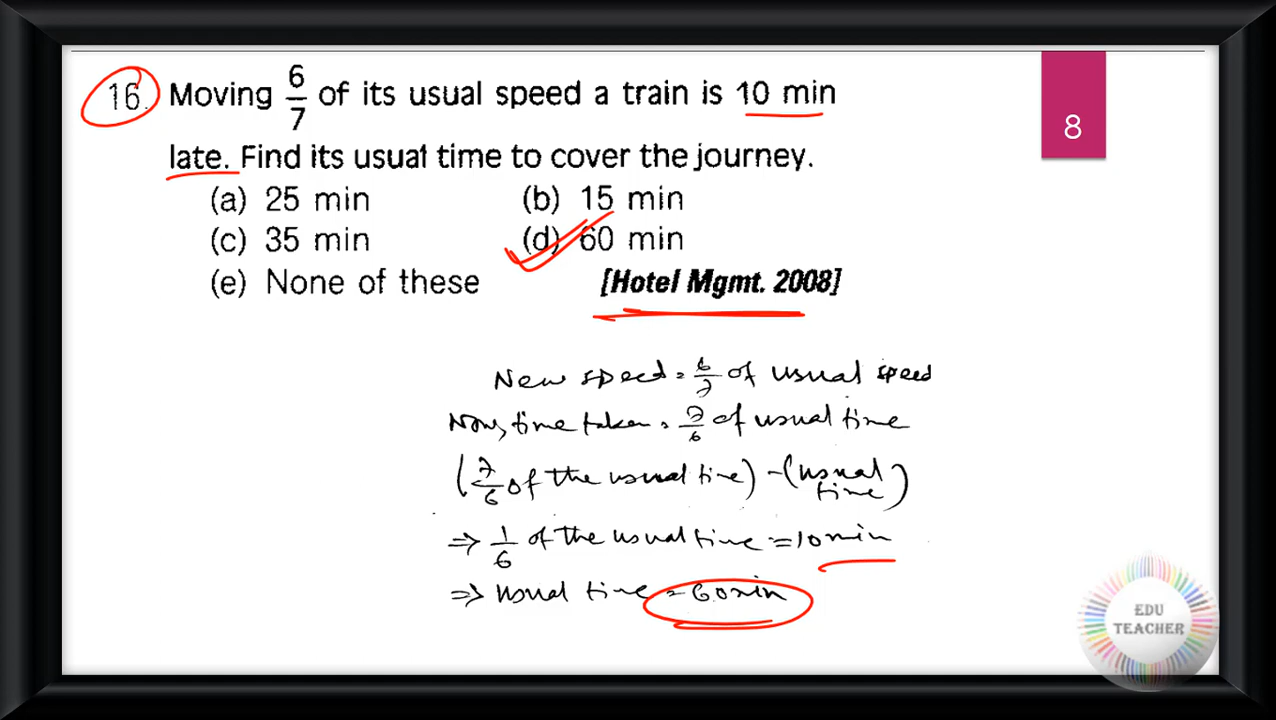 16. Moving 6/7 of its usual speed a train is 10 min
late. Find its usual time to cover the journey.
(a) 25 min (b) 15 min
(c) 35 min (d) 60 min
(e) None of these [Hotel Mgmt. 2008]
8
New speed = 6/7 of usual speed
Now, time taken = 7/6 of usual time
(7/6 of the usual time) - (usual time)
⇒ 1/6 of the usual time = 10 min
⇒ usual time = 60 min
EDU
TEACHER